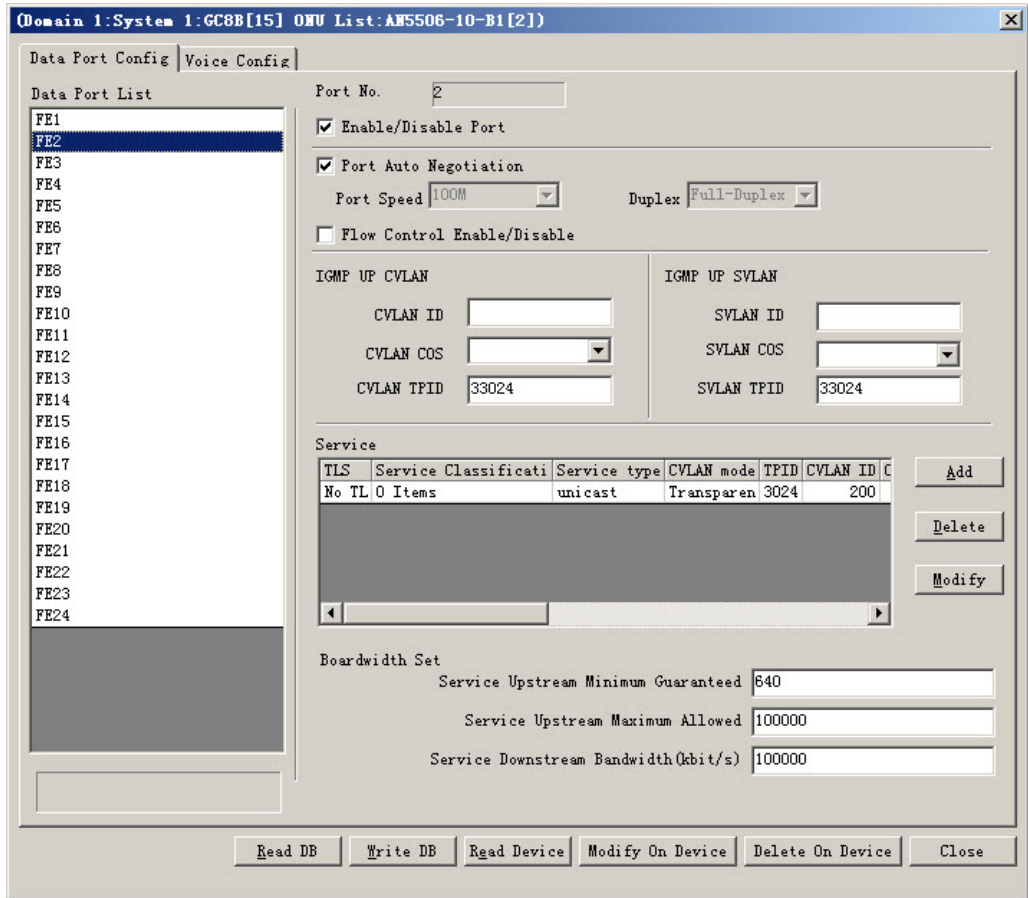 (Domain 1:System 1:GC8B[15] ONU List:AN5506-10-B1[2])
Data Port Config
Voice Config
Data Port List
FE1
FE2
FE3
FE4
FE5
FE6
FE7
FE8
FE9
FE10
FE11
FE12
FE13
FE14
FE15
FE16
FE17
FE18
FE19
FE20
FE21
FE22
FE23
FE24
Port No. 2
Enable/Disable Port
Port Auto Negotiation
Port Speed 100M Duplex Full-Duplex
Flow Control Enable/Disable
IGMP UP CVLAN
CVLAN ID
CVLAN COS
CVLAN TPID 33024
IGMP UP SVLAN
SVLAN ID
SVLAN COS
SVLAN TPID 33024
Service
TLS Service Classificati Service type CVLAN mode TPID CVLAN ID C
No TL 0 Items unicast Transparen 3024 200
Add
Delete
Modify
Boardwidth Set
Service Upstream Minimum Guaranteed 640
Service Upstream Maximum Allowed 100000
Service Downstream Bandwidth(kbit/s) 100000
Read DB Write DB Read Device Modify On Device Delete On Device Close